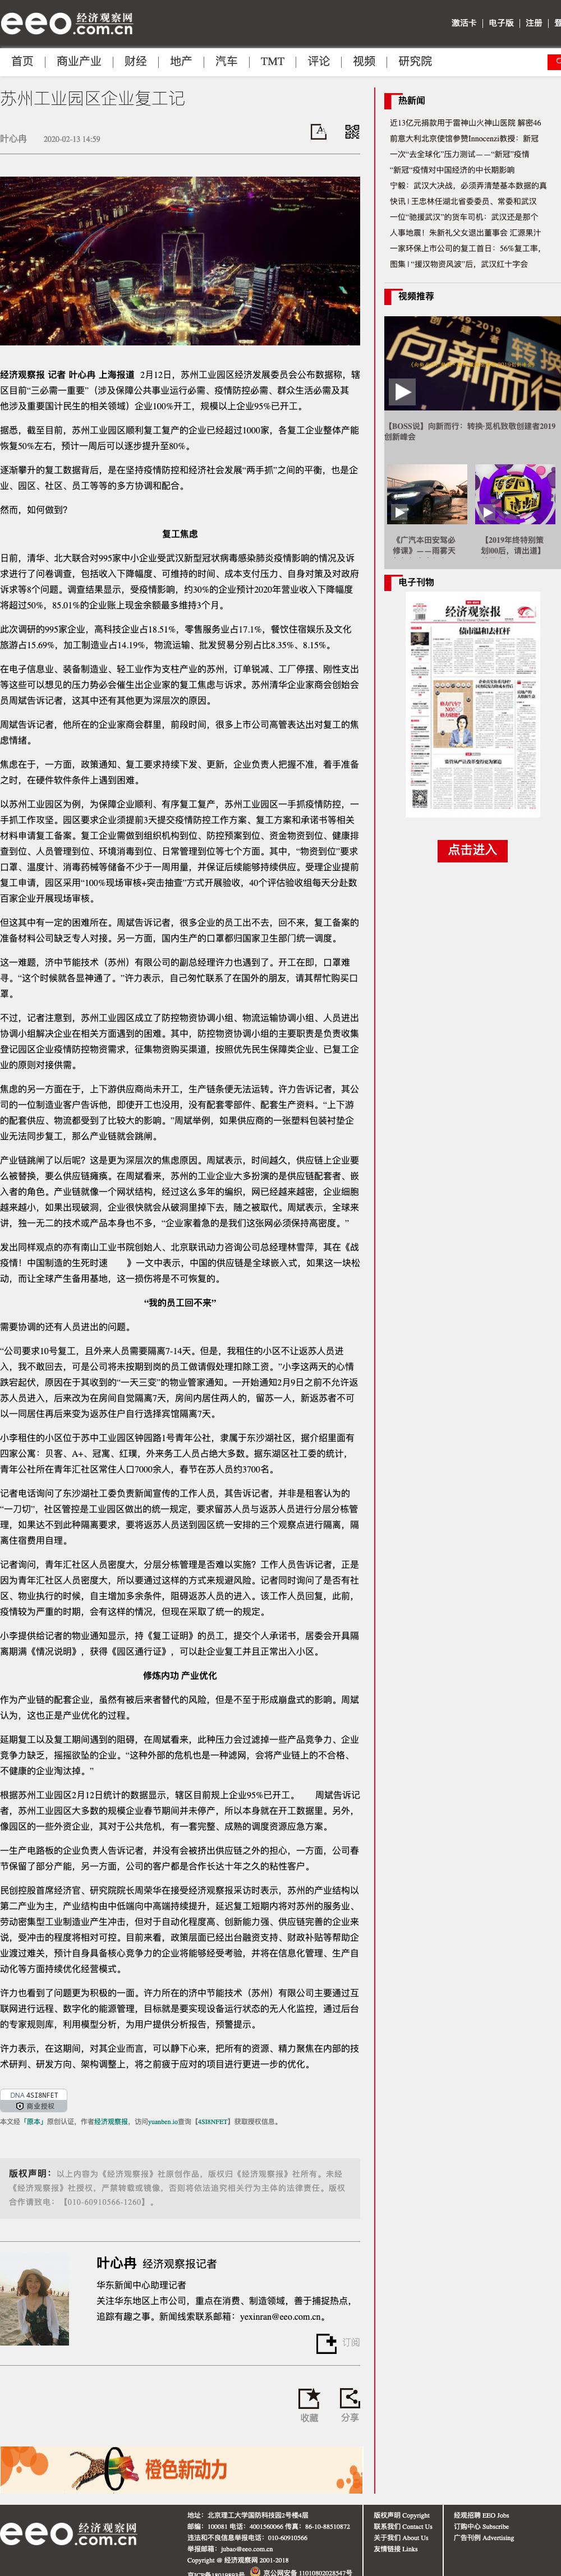 eeo 经济观察网
.com.cn
激活卡 | 电子版 | 注册 |
首页 | 商业产业 | 财经 | 地产 | 汽车 | TMT | 评论 | 视频 | 研究院
苏州工业园区企业复工记
叶心冉 2020-02-13 14:59
经济观察报 记者 叶心冉 上海报道 2月12日，苏州工业园区经济发展委员会公布数据称，辖
区目前“三必需一重要”（涉及保障公共事业运行必需、疫情防控必需、群众生活必需及其
他涉及重要国计民生的相关领域）企业100%开工，规模以上企业95%已开工。
据悉，截至目前，苏州工业园区顺利复工复产的企业已经超过1000家，各复工企业整体产能
恢复50%左右，预计一周后可以逐步提升至80%。
逐渐攀升的复工数据背后，是在坚持疫情防控和经济社会发展“两手抓”之间的平衡，也是企
业、园区、社区、员工等等的多方协调和配合。
然而，如何做到？
复工焦虑
日前，清华、北大联合对995家中小企业受武汉新型冠状病毒感染肺炎疫情影响的情况及诉
求进行了问卷调查，包括收入下降幅度、可维持的时间、成本支付压力、自身对策及对政府
诉求等8个问题。调查结果显示，受疫情影响，约30%的企业预计2020年营业收入下降幅度
将超过50%，85.01%的企业账上现金余额最多维持3个月。
此次调研的995家企业，高科技企业占18.51%，零售服务业占17.1%，餐饮住宿娱乐及文化
旅游占15.69%，加工制造业占14.19%，物流运输、批发贸易分别占比8.35%、8.15%。
在电子信息业、装备制造业、轻工业作为支柱产业的苏州，订单锐减、工厂停摆、刚性支出
等这些可以想见的压力势必会催生出企业家的复工焦虑与诉求。苏州清华企业家商会创始会
员周斌告诉记者，这其中还有其他更为深层次的原因。
周斌告诉记者，他所在的企业家商会群里，前段时间，很多上市公司高管表达出对复工的焦
虑情绪。
焦虑在于，一方面，政策通知、复工要求持续下发、更新，企业负责人把握不准，看手准备
之时，在硬件软件条件上遇到困难。
以苏州工业园区为例，为保障企业顺利、有序复工复产，苏州工业园区一手抓疫情防控，一
手抓工作攻坚。园区要求企业须提前3天提交疫情防控工作方案、复工方案和承诺书等相关
材料申请复工备案。复工企业需做到组织机构到位、防控预案到位、资金物资到位、健康排
查到位、人员管理到位、环境消毒到位、日常管理到位等七个方面。其中，“物资到位”要求
口罩、温度计、消毒药械等储备不少于一周用量，并保证后续能够持续供应。受理企业提前
复工申请，园区采用“100%现场审核+突击抽查”方式开展验收，40个评估验收组每天分赴数
百家企业开展现场审核。
但这其中有一定的困难所在。周斌告诉记者，很多企业的员工出不去，回不来，复工备案的
准备材料公司缺乏专人对接。另一方面，国内生产的口罩都归国家卫生部门统一调度。
这一难题，济中节能技术（苏州）有限公司的副总经理许力也遇到了。开工在即，口罩难
寻。“这个时候就各显神通了。”许力表示，自己匆忙联系了在国外的朋友，请其帮忙购买口
罩。
不过，记者注意到，苏州工业园区成立了防控物资协调小组、物流运输协调小组、人员进出
协调小组解决企业在相关方面遇到的困难。其中，防控物资协调小组的主要职责是负责收集
登记园区企业疫情防控物资需求，征集物资购买渠道，按照优先民生保障类企业、已复工企
业的原则对接供需。
焦虑的另一方面在于，上下游供应商尚未开工，生产链条便无法运转。许力告诉记者，其公
司的一位制造业客户告诉他，即使开工也没用，没有配套零部件、配套生产资料。“上下游
的配套供应、物流都受到了比较大的影响。”周斌举例，如果供应商的一张塑料包装衬垫企
业无法同步复工，那么产业链就会跳闸。
产业链跳闸了以后呢？这是更为深层次的焦虑原因。周斌表示，时间越久，供应链上企业要
么被替换，要么供应链瘫痪。在周斌看来，苏州的工业企业大多扮演的是供应链配套者、嵌
入者的角色。产业链就像一个网状结构，经过这么多年的编织，网已经越来越密，企业细胞
越来越小，如果出现破洞，企业很快就会从破洞里掉下去，随之被取代。周斌表示，全球来
讲，独一无二的技术或产品本身也不多，“企业家着急的是我们这张网必须保持高密度。”
发出同样观点的亦有南山工业书院创始人、北京联讯动力咨询公司总经理林雪萍，其在《战
疫情！中国制造的生死时速 》一文中表示，中国的供应链是全球嵌入式，如果这一块松
动，而让全球产生备用基地，这一损伤将是不可恢复的。
“我的员工回不来”
需要协调的还有人员进出的问题。
“公司要求10号复工，且外来人员需要隔离7-14天。但是，我租住的小区不让返苏人员进
入，我不敢回去，可是公司将未按期到岗的员工做请假处理扣除工资。”小李这两天的心情
跌宕起伏，原因在于其收到的“一天三变”的物业管家通知。一开始通知2月9日之前不允许返
苏人员进入，后来改为在房间自觉隔离7天，房间内居住两人的，留苏一人，新返苏者不可
以一同居住再后来变为返苏住户自行选择宾馆隔离7天。
小李租住的小区位于苏中工业园区钟园路1号青年公社，隶属于东沙湖社区，据介绍里面有
四家公寓：贝客、A+、冠寓、红璞，外来务工人员占绝大多数。据东湖区社工委的统计，
青年公社所在青年汇社区常住人口7000余人，春节在苏人员约3700名。
记者电话询问了东沙湖社工委负责新闻宣传的工作人员，其告诉记者，并非是租客认为的
“一刀切”，社区管控是工业园区做出的统一规定，要求留苏人员与返苏人员进行分层分栋管
理，如果达不到此种隔离要求，要将返苏人员送到园区统一安排的三个观察点进行隔离，隔
离住宿费用自理。
记者询问，青年汇社区人员密度大，分层分栋管理是否难以实施？工作人员告诉记者，正是
因为青年汇社区人员密度大，所以要通过这样的方式来规避风险。记者同时询问了是否有社
区、物业执行的时候，自主增加多余条件，阻碍返苏人员的进入。该工作人员回复，此前，
疫情较为严重的时期，会有这样的情况，但现在采取了统一的规定。
小李提供给记者的物业通知显示，持《复工证明》的员工，提交个人承诺书，居委会开具隔
离期满《情况说明》，获得《园区通行证》，可以赴企业复工并且正常出入小区。
修炼内功 产业优化
作为产业链的配套企业，虽然有被后来者替代的风险，但是不至于形成崩盘式的影响。周斌
认为，这也正是产业优化的过程。
延期复工以及复工期间遇到的阻碍，在周斌看来，此种压力会过滤掉一些产品竞争力、企业
竞争力缺乏，摇摇欲坠的企业。“这种外部的危机也是一种滤网，会将产业链上的不合格、
不健康的企业淘汰掉。”
根据苏州工业园区2月12日统计的数据显示，辖区目前规上企业95%已开工。 周斌告诉记
者，苏州工业园区大多数的规模企业春节期间并未停产，所以本身就在开工数据里。另外，
像园区的一些外资企业，其对于公共危机，有一套完整、成熟的调度资源应急方案。
一生产电路板的企业负责人告诉记者，并没有会被挤出供应链之外的担心，一方面，公司春
节保留了部分产能，另一方面，公司的客户都是合作长达十年之久的粘性客户。
民创控股首席经济官、研究院院长周荣华在接受经济观察报采访时表示，苏州的产业结构以
第二产业为主，产业结构由中低端向中高端持续提升，延迟复工短期内将对苏州的服务业、
劳动密集型工业制造业产生冲击，但对于自动化程度高、创新能力强、供应链完善的企业来
说，受冲击的程度将相对可控。目前来看，政策层面已经出台融资支持、财政补贴等帮助企
业渡过难关，预计自身具备核心竞争力的企业将能够经受考验，并将在信息化管理、生产自
动化等方面持续优化经营模式。
许力也看到了问题更为积极的一面。许力所在的济中节能技术（苏州）有限公司主要通过互
联网进行远程、数字化的能源管理，目标就是要实现设备运行状态的无人化监控，通过后台
的专家规则库，利用模型分析，为用户提供分析报告，预警提示。
许力表示，在这期间，对其企业而言，可以静下心来，把所有的资源、精力聚焦在内部的技
术研判、研发方向、架构调整上，将之前疲于应对的项目进行更进一步的优化。
DNA 4SI8NFET
商业授权
本文经「原本」原创认证，作者经济观察报，访问yuanben.io查询【4SI8NFET】获取授权信息。
版权声明：以上内容为《经济观察报》社原创作品，版权归《经济观察报》社所有。未经
《经济观察报》社授权，严禁转载或镜像，否则将依法追究相关行为主体的法律责任。版权
合作请致电：【010-60910566-1260】。
叶心冉 经济观察报记者
华东新闻中心助理记者
关注华东地区上市公司，重点在消费、制造领域，善于捕捉热点，
追踪有趣之事。新闻线索联系邮箱：yexinran@eeo.com.cn。
订阅
收藏 分享
橙色新动力
热新闻
近13亿元捐款用于雷神山火神山医院 解密46
前意大利北京使馆参赞Innocenzi教授：新冠
一次“去全球化”压力测试——“新冠”疫情
“新冠”疫情对中国经济的中长期影响
宁毅：武汉大决战，必须弄清楚基本数据的真
快讯 | 王忠林任湖北省委委员、常委和武汉
一位“驰援武汉”的货车司机：武汉还是那个
人事地震！朱新礼父女退出董事会 汇源果汁
一家环保上市公司的复工首日：56%复工率，
图集 | “援汉物资风波”后，武汉红十字会
视频推荐
【BOSS说】向新而行：转换·觅机致敬创建者2019
创新峰会
《广汽本田安驾必
修课》——雨雾天
【2019年终特别策
划|00后，请出道】
电子刊物
经济观察报
债市温和去杠杆
点击进入
eeo 经济观察网
.com.cn
地址：北京理工大学国防科技园2号楼4层
邮编：100081 电话：4001560066 传真：86-10-88510872
违法和不良信息举报电话：010-60910566
举报邮箱：jubao@eeo.com.cn
Copyright @ 经济观察网 2001-2018
京ICP备18019893号 京公网安备 11010802028547号
版权声明 Copyright
联系我们 Contact Us
关于我们 About Us
友情链接 Links
经观招聘 EEO Jobs
订购中心 Subscribe
广告刊例 Advertising